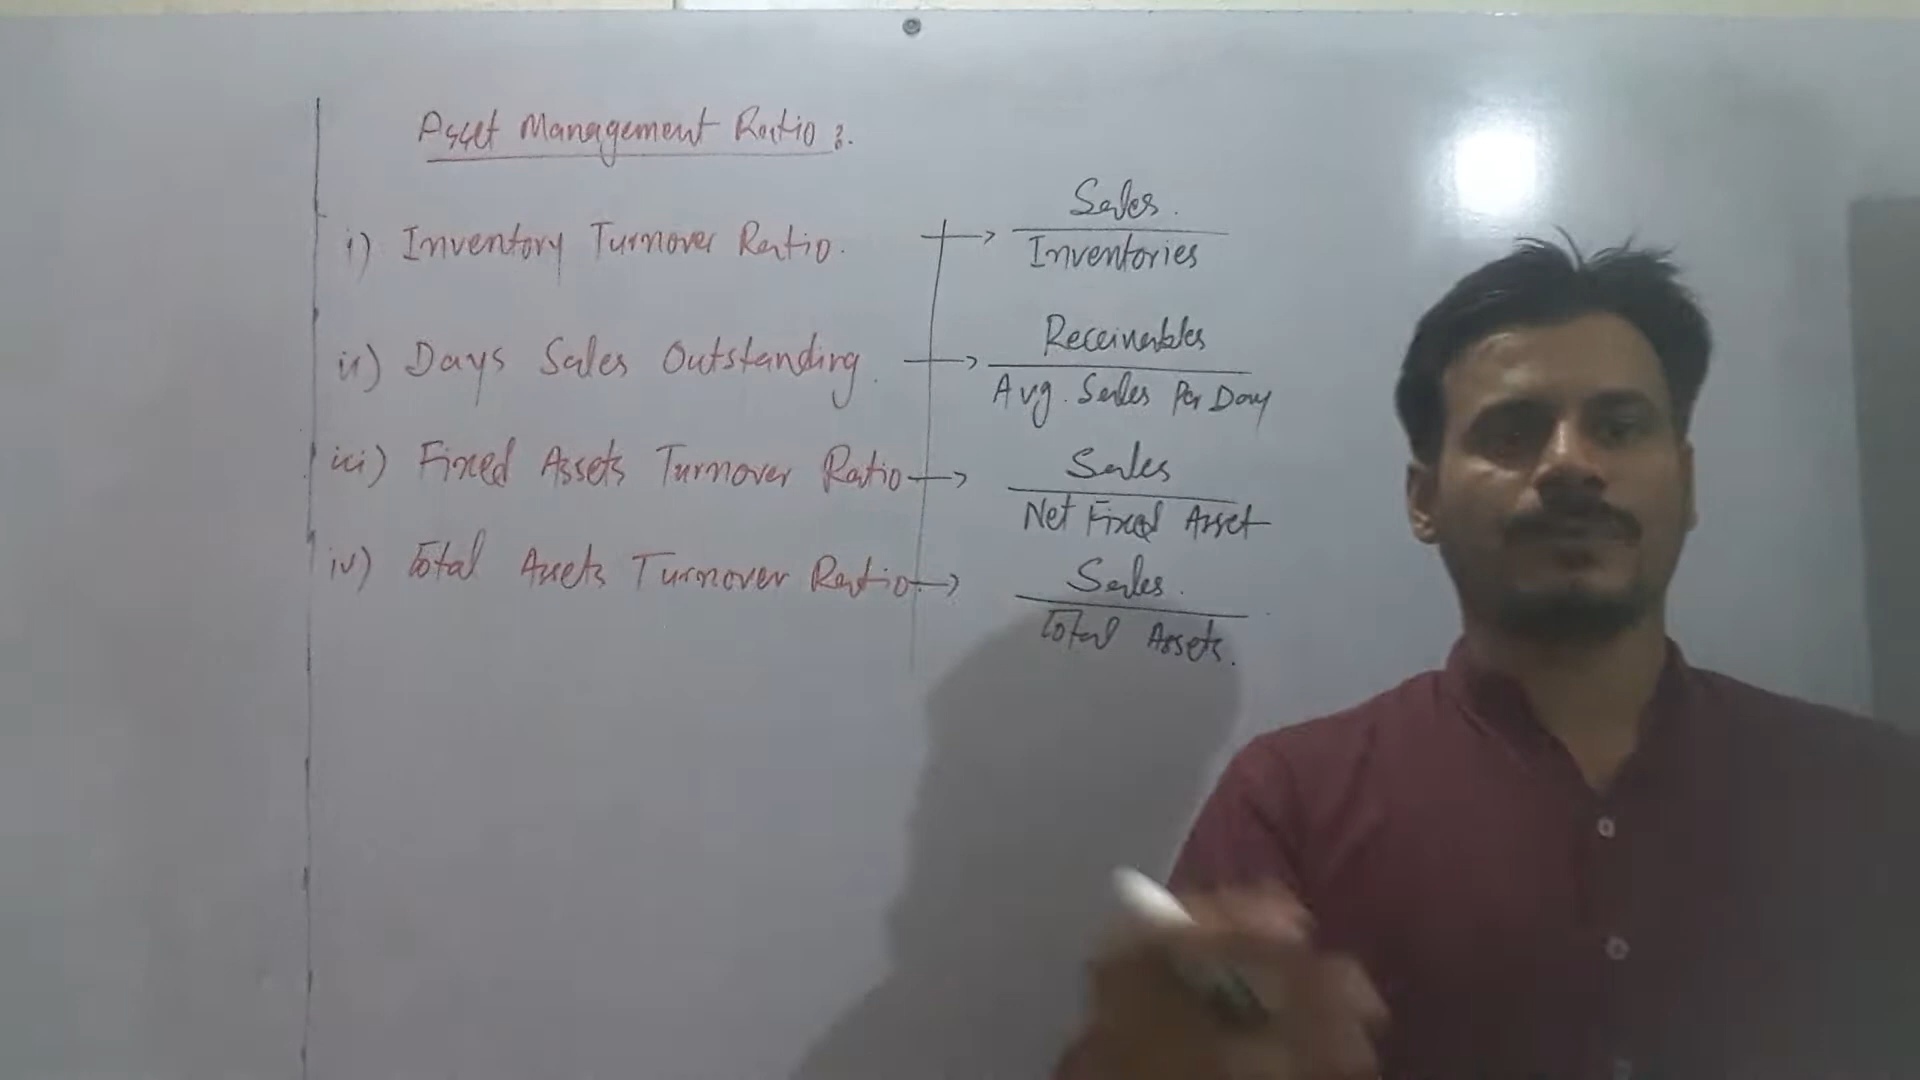 Asset Management Ratio :.
i) Inventory Turnover Ratio. → Sales.
Inventories
ii) Days Sales Outstanding. → Receivables
Avg. Sales Per Day
iii) Fixed Assets Turnover Ratio → Sales
Net Fixed Asset
iv) Total Assets Turnover Ratio. → Sales.
Total Assets.